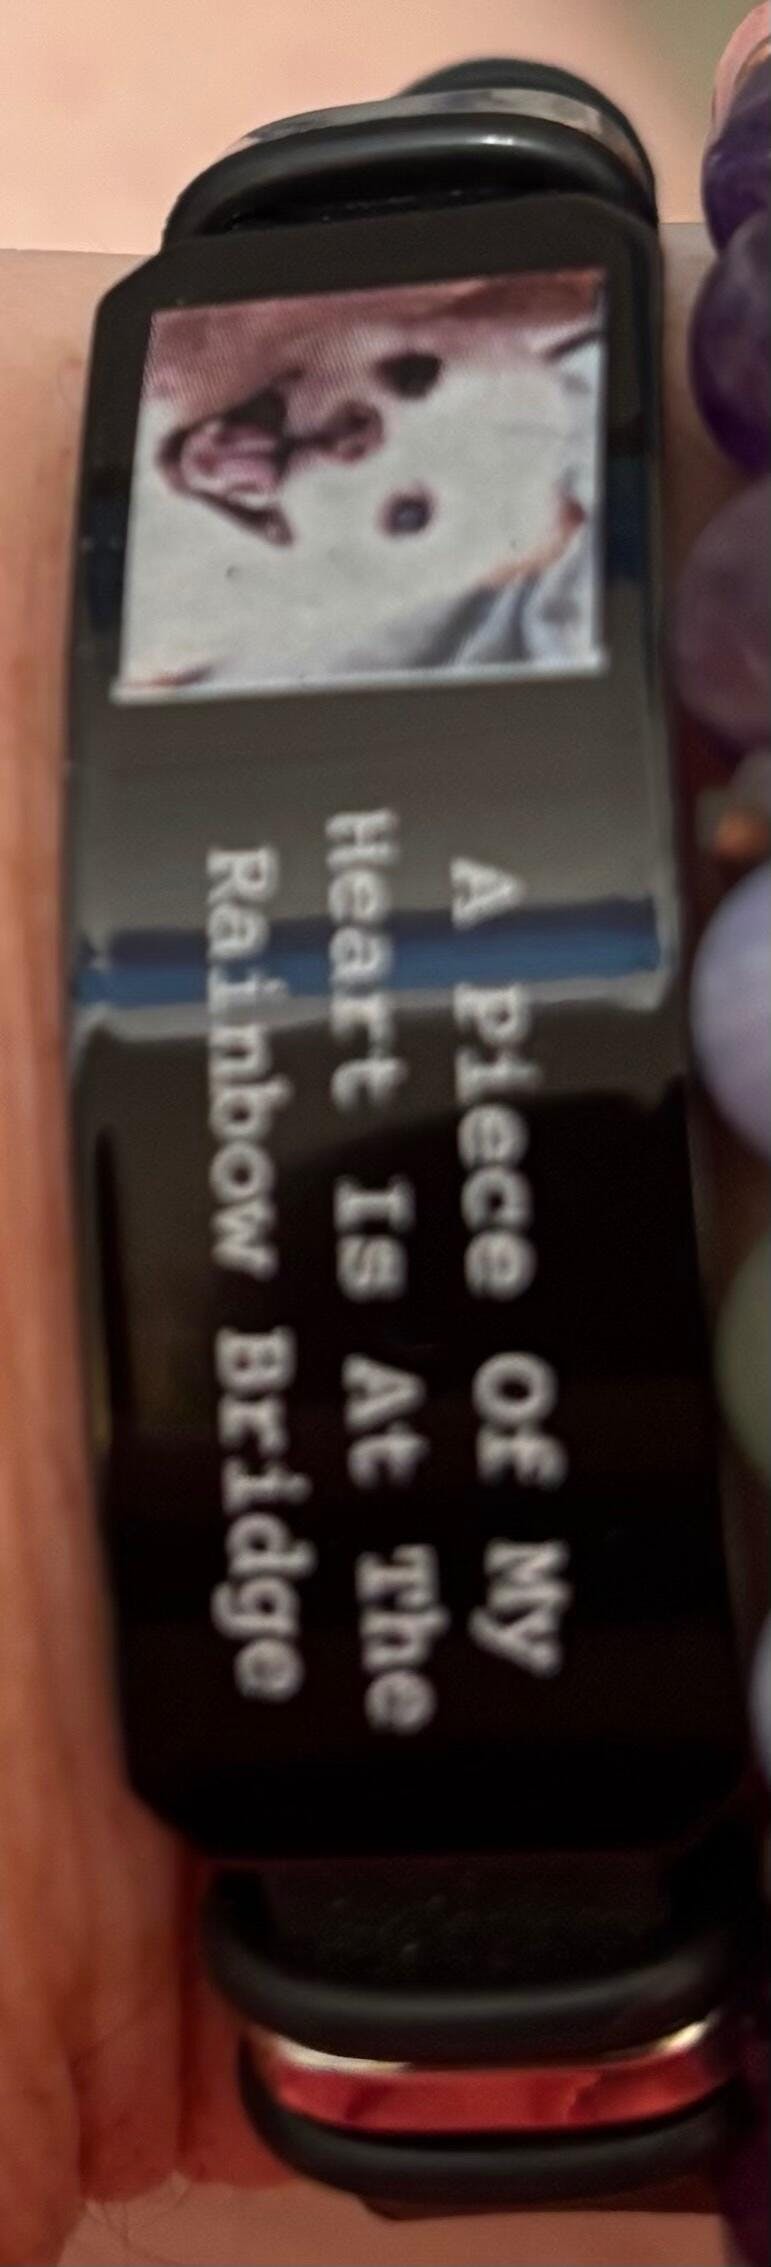 A piece Of My
Heart Is At The
Rainbow Bridge